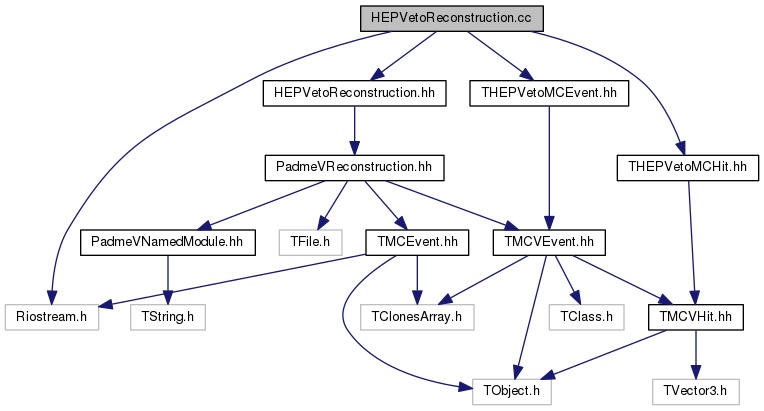 HEPVetoReconstruction.cc
HEPVetoReconstruction.hh
THEPVetoMCEvent.hh
PadmeVReconstruction.hh
THEPVetoMCHit.hh
PadmeVNamedModule.hh
TFile.h
TMCEvent.hh
TMCVEvent.hh
Riostream.h
TString.h
TClonesArray.h
TClass.h
TMCVHit.hh
TObject.h
TVector3.h